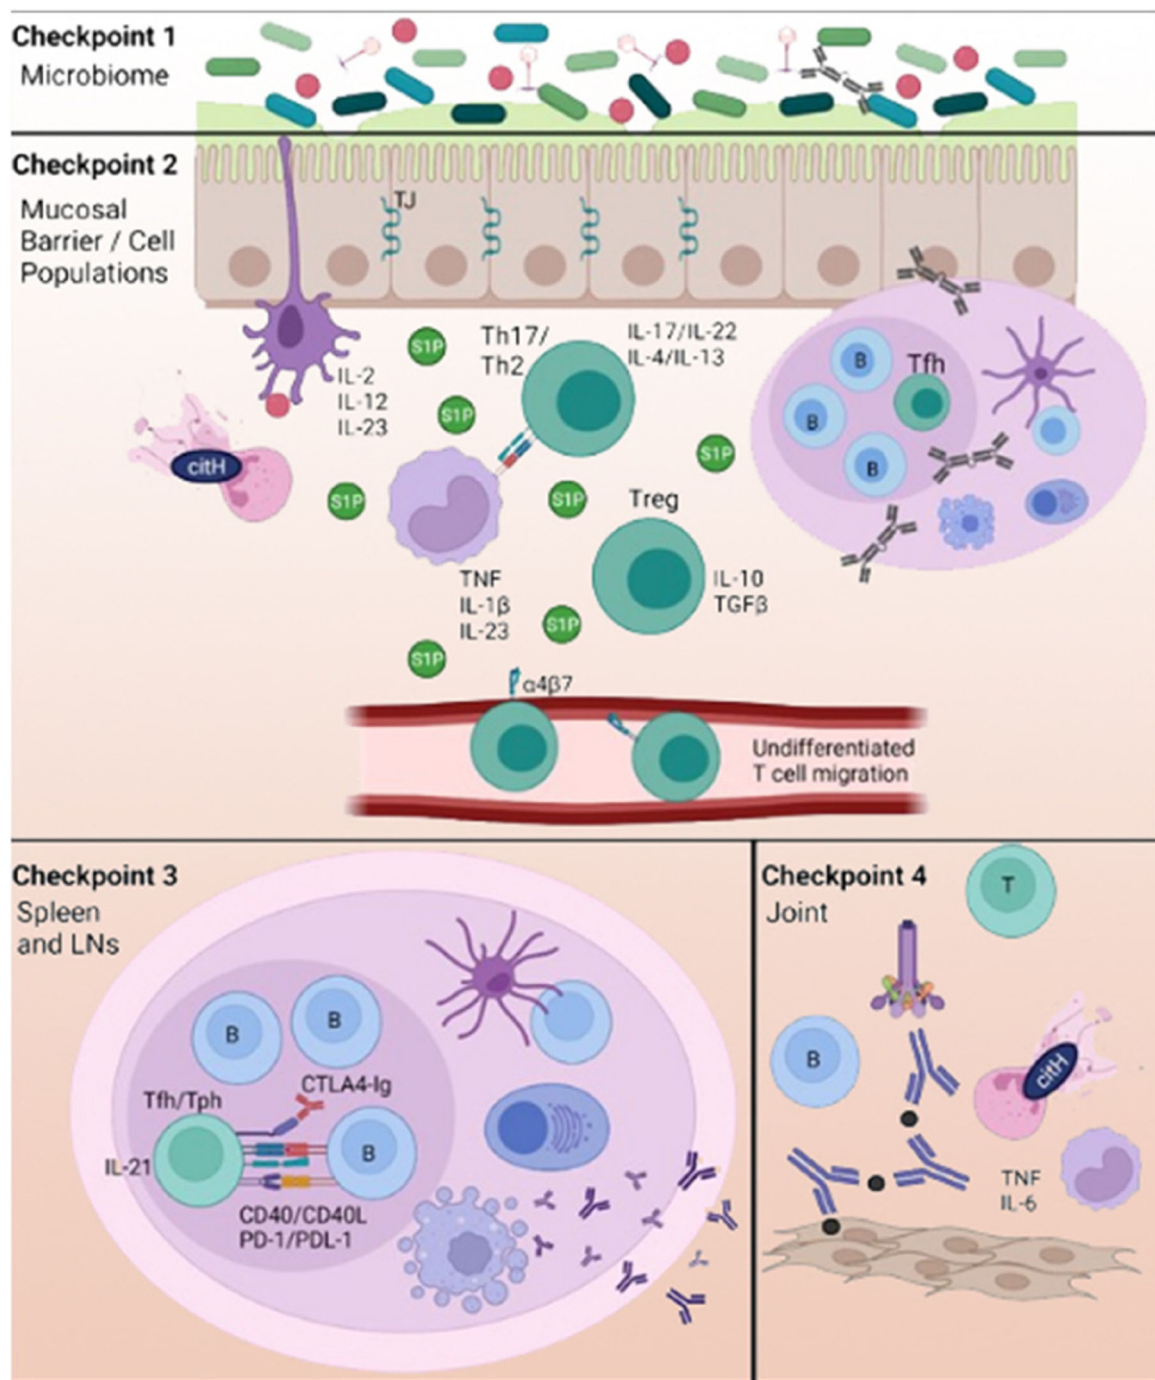 Checkpoint 1
Microbiome
Checkpoint 2
Mucosal
Barrier / Cell
Populations
TJ
S1P
Th17/
Th2
IL-17/IL-22
IL-4/IL-13
IL-2
IL-12
IL-23
S1P
citH
S1P
S1P
S1P
B
Tfh
B
B
Treg
TNF
IL-1β
IL-23
IL-10
TGFβ
S1P
S1P
α4β7
Undifferentiated
T cell migration
Checkpoint 3
Spleen
and LNs
B
B
CTLA4-Ig
Tfh/Tph
B
IL-21
CD40/CD40L
PD-1/PDL-1
Checkpoint 4
Joint
T
B
citH
TNF
IL-6